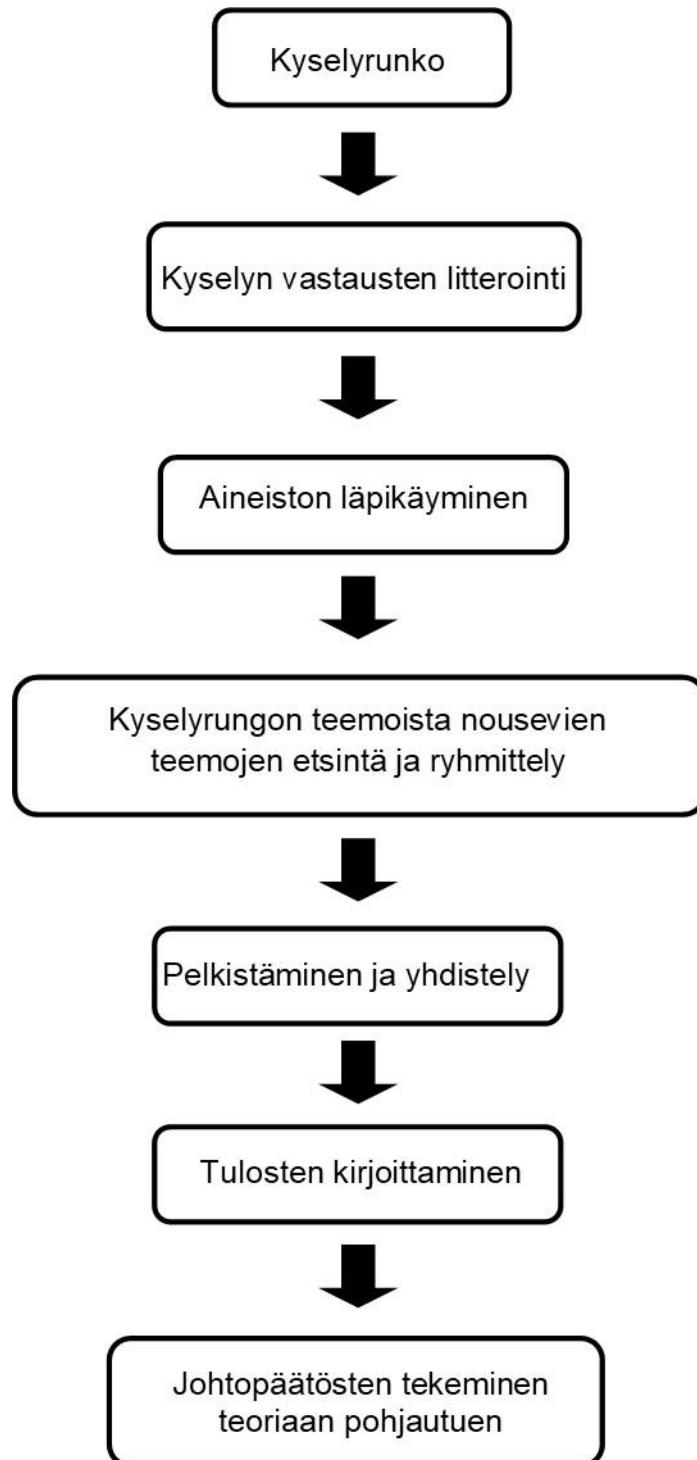 Kyselyrunko
Kyselyn vastausten litterointi
Aineiston läpikäyminen
Kyselyrungon teemoista nousevien
teemojen etsintä ja ryhmittely
Pelkistäminen ja yhdistely
Tulosten kirjoittaminen
Johtopäätösten tekeminen
teoriaan pohjautuen